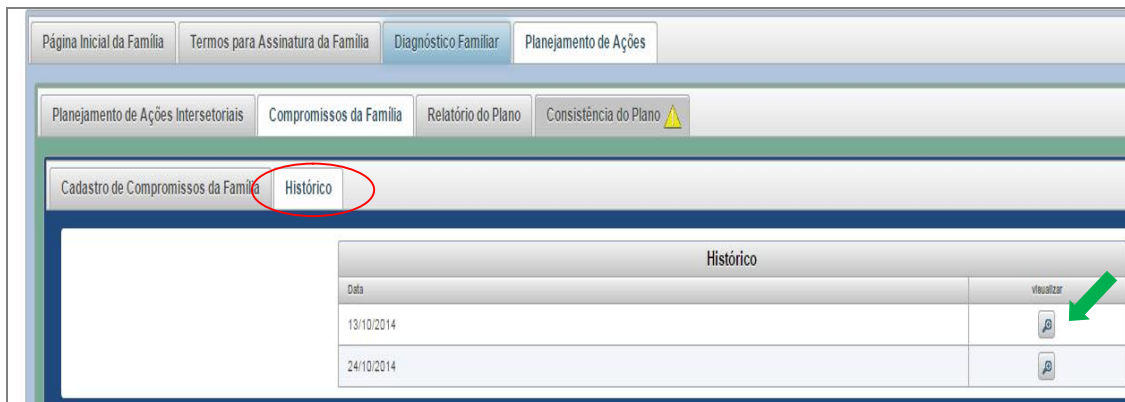 Página Inicial da Família Termos para Assinatura da Família Diagnóstico Familiar Planejamento de Ações
Planejamento de Ações Intersetoriais Compromissos da Família Relatório do Plano Consistência do Plano
Cadastro de Compromissos da Família Histórico
Histórico
Data visualizar
13/10/2014
24/10/2014